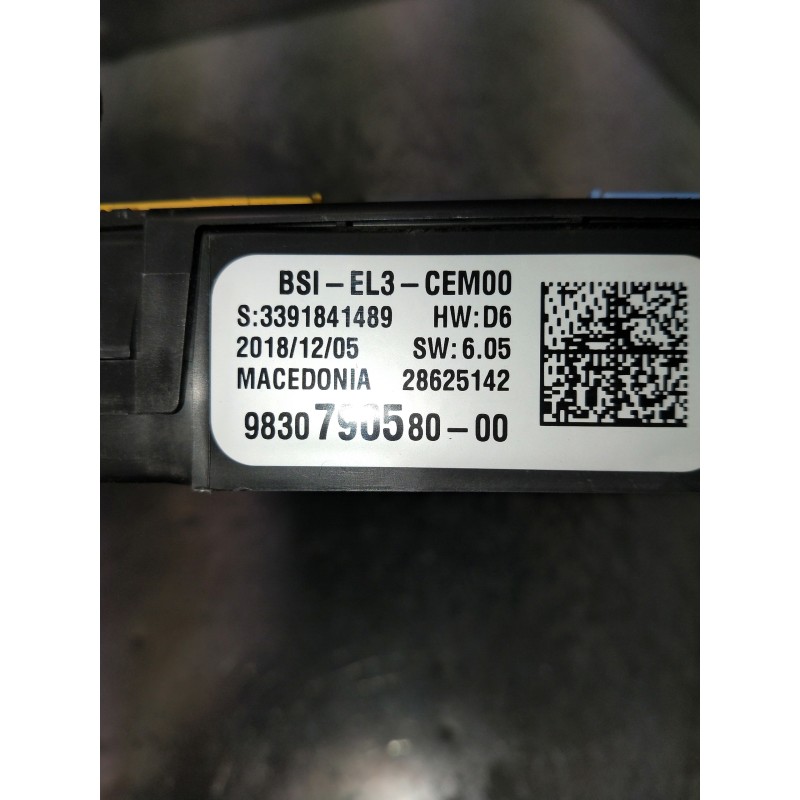 BSI-EL3-CEM00
S:3391841489 HW:D6
2018/12/05 SW:6.05
MACEDONIA 28625142
9830790580-00